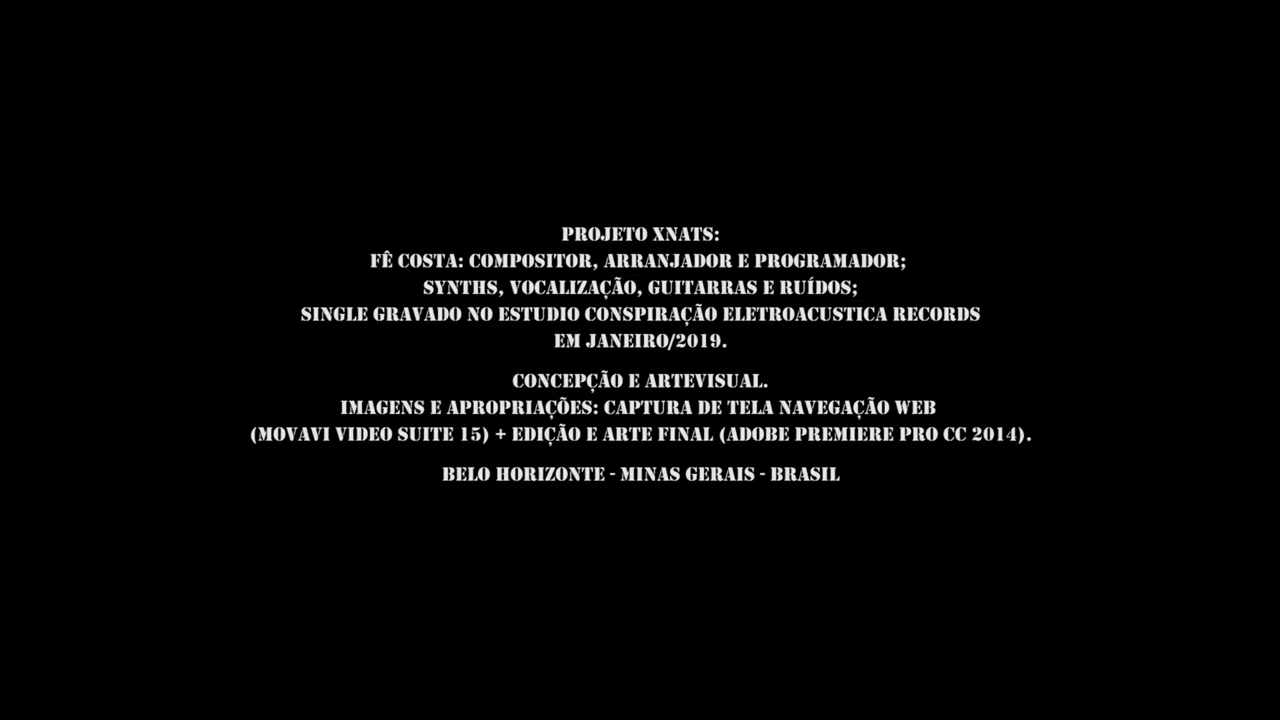 PROJETO XNATS:
FÊ COSTA: COMPOSITOR, ARRANJADOR E PROGRAMADOR;
SYNTHS, VOCALIZAÇÃO, GUITARRAS E RUÍDOS;
SINGLE GRAVADO NO ESTUDIO CONSPIRAÇÃO ELETROACUSTICA RECORDS
EM JANEIRO/2019.
CONCEPÇÃO E ARTEVISUAL.
IMAGENS E APROPRIAÇÕES: CAPTURA DE TELA NAVEGAÇÃO WEB
(MOVAVI VIDEO SUITE 15) + EDIÇÃO E ARTE FINAL (ADOBE PREMIERE PRO CC 2014).
BELO HORIZONTE - MINAS GERAIS - BRASIL